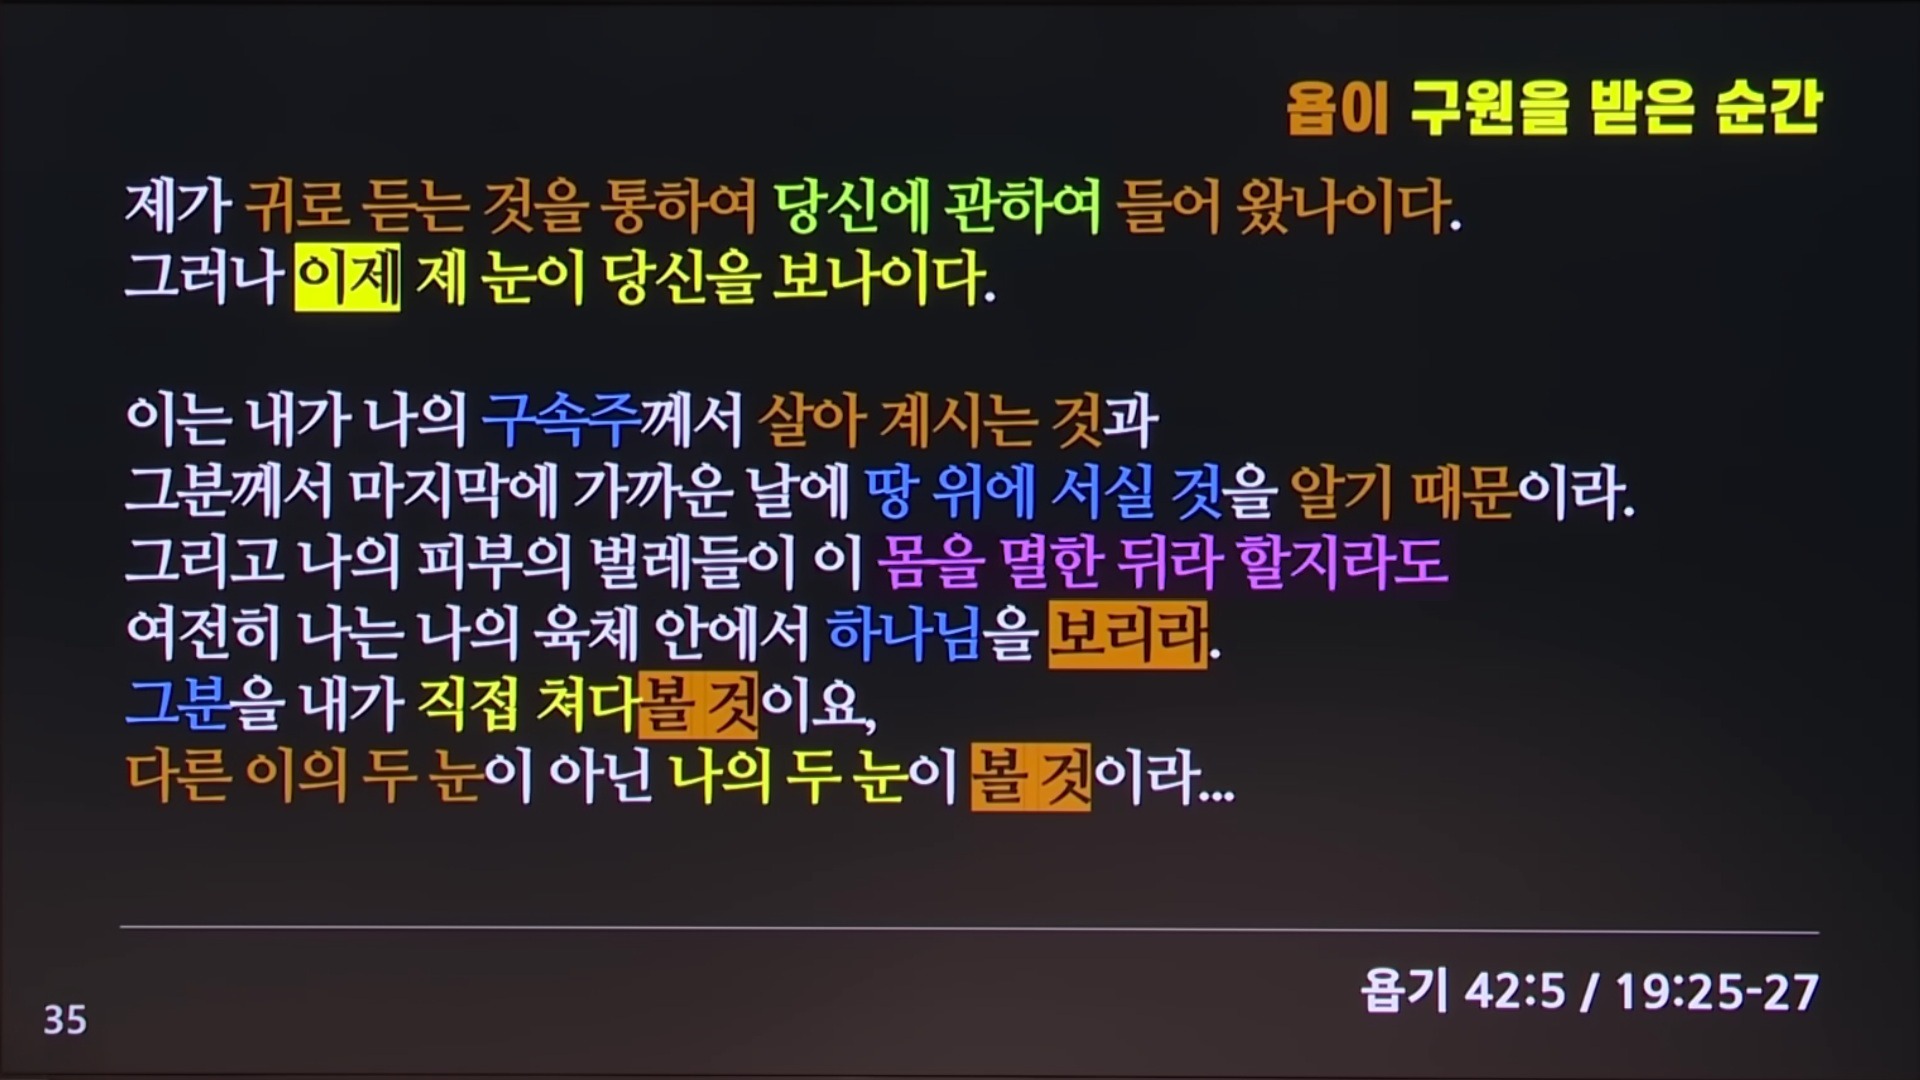 욥이 구원을 받은 순간
제가 귀로 듣는 것을 통하여 당신에 관하여 들어 왔나이다.
그러나 이제 제 눈이 당신을 보나이다.
이는 내가 나의 구속주께서 살아 계시는 것과
그분께서 마지막에 가까운 날에 땅 위에 서실 것을 알기 때문이라.
그리고 나의 피부의 벌레들이 이 몸을 멸한 뒤라 할지라도
여전히 나는 나의 육체 안에서 하나님을 보리라.
그분을 내가 직접 쳐다볼 것이요,
다른 이의 두 눈이 아닌 나의 두 눈이 볼 것이라...
욥기 42:5 / 19:25-27
35